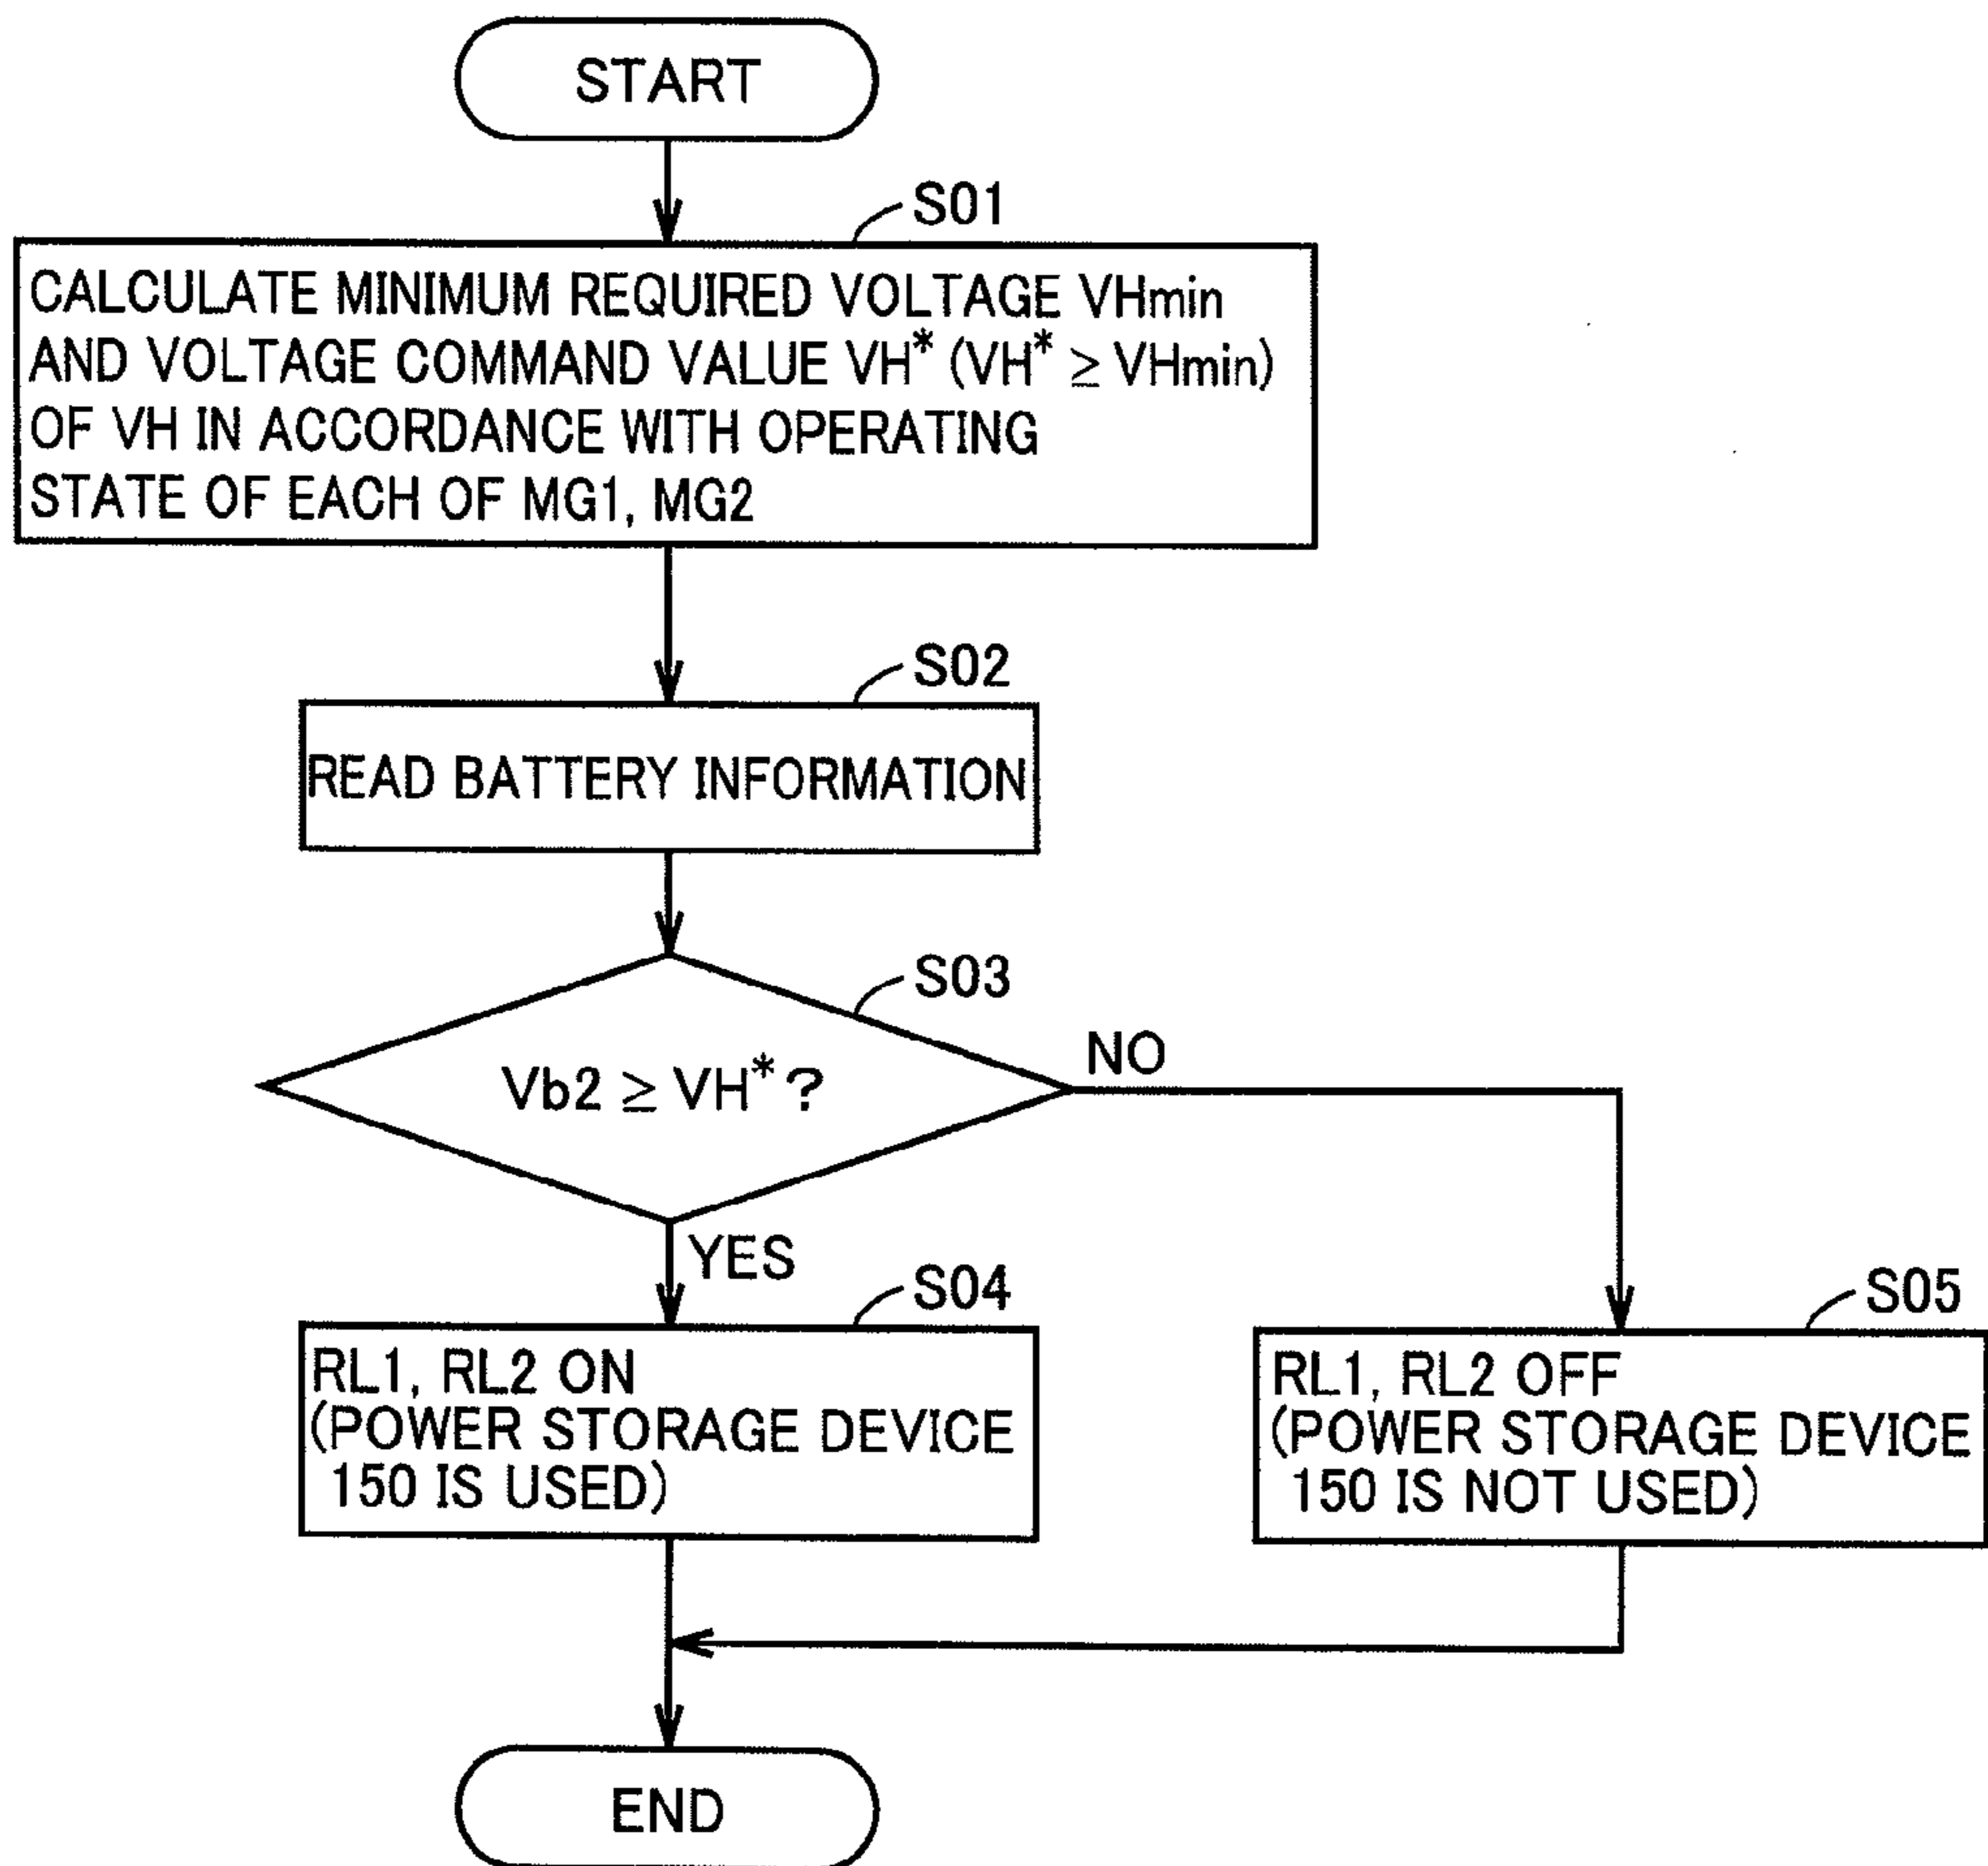 START
S01
CALCULATE MINIMUM REQUIRED VOLTAGE VHmin
AND VOLTAGE COMMAND VALUE VH* (VH* ≧ VHmin)
OF VH IN ACCORDANCE WITH OPERATING
STATE OF EACH OF MG1, MG2
S02
READ BATTERY INFORMATION
S03
Vb2 ≧ VH* ?
NO
YES
S04
RL1, RL2 ON
(POWER STORAGE DEVICE
150 IS USED)
S05
RL1, RL2 OFF
(POWER STORAGE DEVICE
150 IS NOT USED)
END